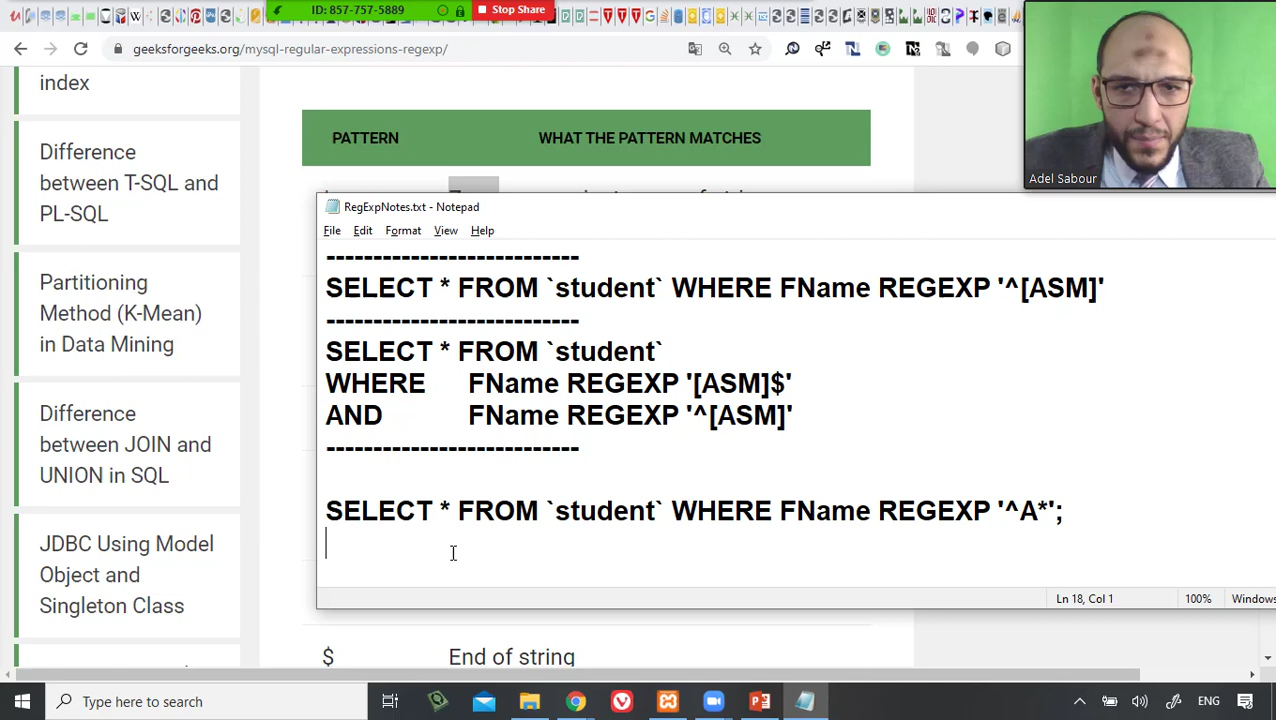 ID: 857-757-5889
Stop Share
geeksforgeeks.org/mysql-regular-expressions-regexp/
index
Difference
between T-SQL and
PL-SQL
Partitioning
Method (K-Mean)
in Data Mining
Difference
between JOIN and
UNION in SQL
JDBC Using Model
Object and
Singleton Class
PATTERN WHAT THE PATTERN MATCHES
Adel Sabour
RegExpNotes.txt - Notepad
File Edit Format View Help
---------------------------
SELECT * FROM `student` WHERE FName REGEXP '^[ASM]'
---------------------------
SELECT * FROM `student`
WHERE FName REGEXP '[ASM]$'
AND FName REGEXP '^[ASM]'
---------------------------
SELECT * FROM `student` WHERE FName REGEXP '^A*';
Ln 18, Col 1 100% Windows
$ End of string
Type here to search
ENG